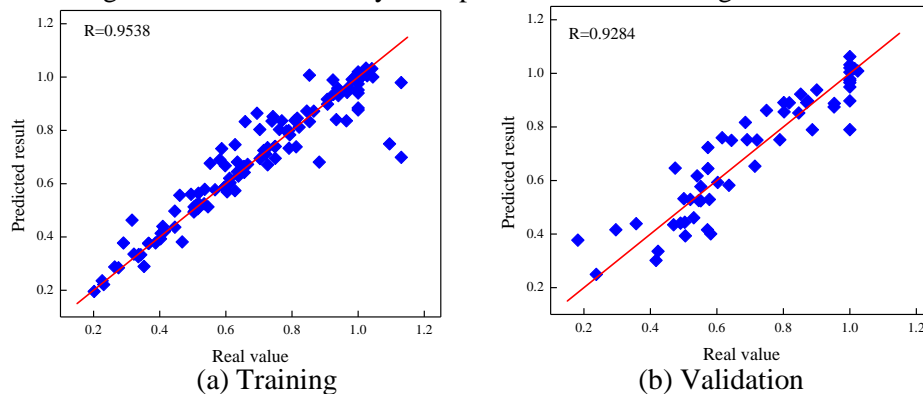 R=0.9538
Predicted result
1.2
1.0
0.8
0.6
0.4
0.2
0.2 0.4 0.6 0.8 1.0 1.2
Real value
(a) Training
R=0.9284
Predicted result
1.2
1.0
0.8
0.6
0.4
0.2
0.2 0.4 0.6 0.8 1.0 1.2
Real value
(b) Validation